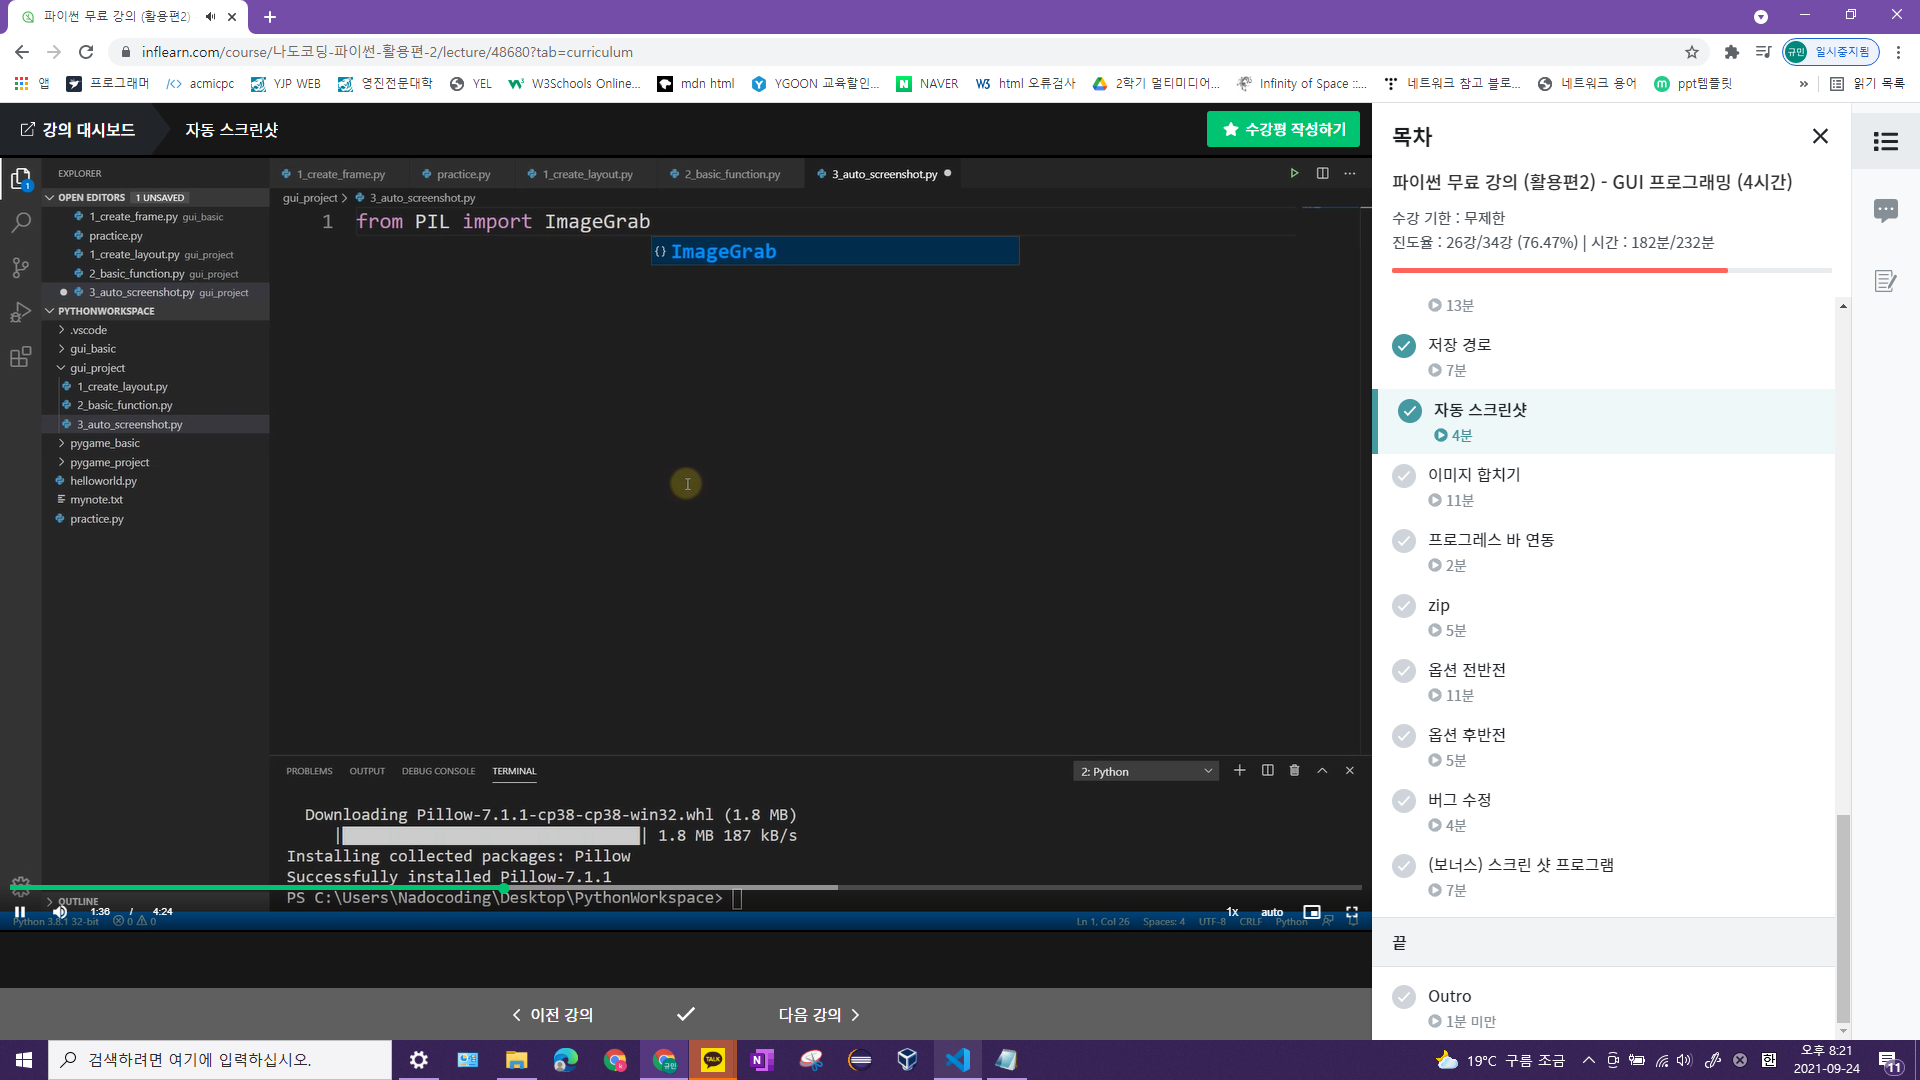 파이썬 무료 강의 (활용편2)
inflearn.com/course/나도코딩-파이썬-활용편-2/lecture/48680?tab=curriculum
규민 일시중지됨
앱 프로그래머 acmicpc YJP WEB 영진전문대학 YEL W3Schools Online... mdn html YGOON 교육할인... NAVER html 오류검사 2학기 멀티미디어... Infinity of Space ::... 네트워크 참고 블로... 네트워크 용어 ppt템플릿 » 읽기 목록
강의 대시보드 자동 스크린샷 수강평 작성하기
EXPLORER
OPEN EDITORS 1 UNSAVED
1_create_frame.py gui_basic
practice.py
1_create_layout.py gui_project
2_basic_function.py gui_project
3_auto_screenshot.py gui_project
PYTHONWORKSPACE
.vscode
gui_basic
gui_project
1_create_layout.py
2_basic_function.py
3_auto_screenshot.py
pygame_basic
pygame_project
helloworld.py
mynote.txt
practice.py
OUTLINE
1_create_frame.py practice.py 1_create_layout.py 2_basic_function.py 3_auto_screenshot.py
gui_project > 3_auto_screenshot.py
1 from PIL import ImageGrab
{} ImageGrab
PROBLEMS OUTPUT DEBUG CONSOLE TERMINAL 2: Python
Downloading Pillow-7.1.1-cp38-cp38-win32.whl (1.8 MB)
| | 1.8 MB 187 kB/s
Installing collected packages: Pillow
Successfully installed Pillow-7.1.1
PS C:\Users\Nadocoding\Desktop\PythonWorkspace>
1:36 / 4:24 1x auto
Python 3.8.1 32-bit 0 0 Ln 1, Col 26 Spaces: 4 UTF-8 CRLF Python
이전 강의 다음 강의
목차
파이썬 무료 강의 (활용편2) - GUI 프로그래밍 (4시간)
수강 기한 : 무제한
진도율 : 26강/34강 (76.47%) | 시간 : 182분/232분
13분
저장 경로
7분
자동 스크린샷
4분
이미지 합치기
11분
프로그레스 바 연동
2분
zip
5분
옵션 전반전
11분
옵션 후반전
5분
버그 수정
4분
(보너스) 스크린 샷 프로그램
7분
끝
Outro
1분 미만
검색하려면 여기에 입력하십시오.
19°C 구름 조금 한 오후 8:21
2021-09-24
11